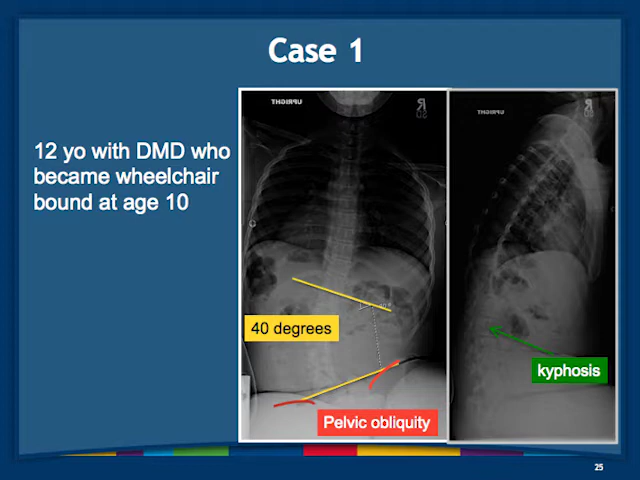 Case 1
12 yo with DMD who
became wheelchair
bound at age 10
UPRIGHT
R
UPRIGHT
R
40 degrees
kyphosis
Pelvic obliquity
25